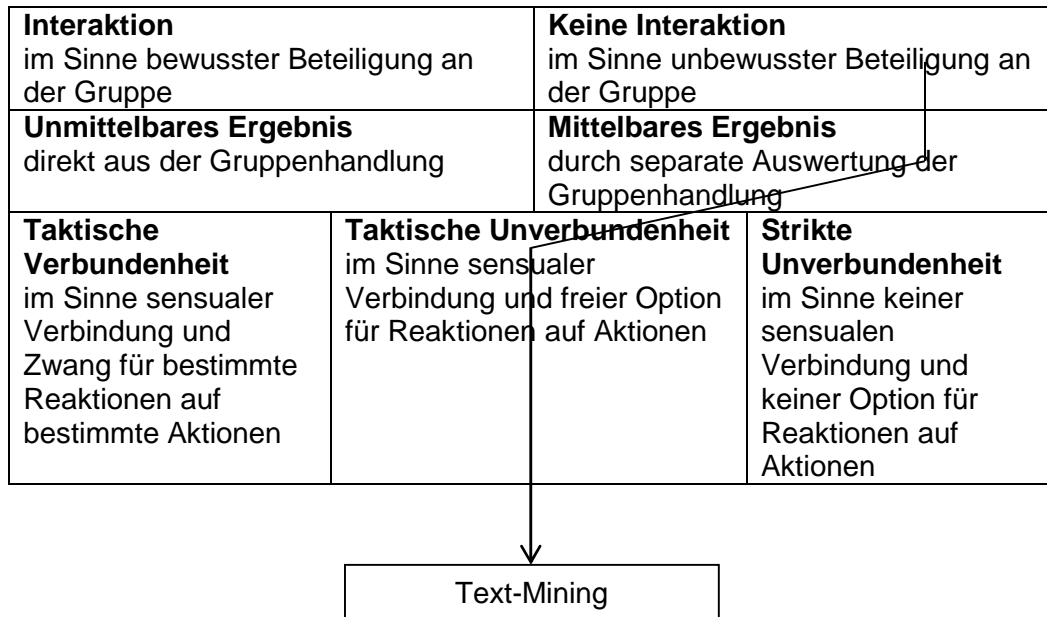 Interaktion
im Sinne bewusster Beteiligung an
der Gruppe
Keine Interaktion
im Sinne unbewusster Beteiligung an
der Gruppe
Unmittelbares Ergebnis
direkt aus der Gruppenhandlung
Mittelbares Ergebnis
durch separate Auswertung der
Gruppenhandlung
Taktische
Verbundenheit
im Sinne sensualer
Verbindung und
Zwang für bestimmte
Reaktionen auf
bestimmte Aktionen
Taktische Unverbundenheit
im Sinne sensualer
Verbindung und freier Option
für Reaktionen auf Aktionen
Strikte
Unverbundenheit
im Sinne keiner
sensualen
Verbindung und
keiner Option für
Reaktionen auf
Aktionen
Text-Mining